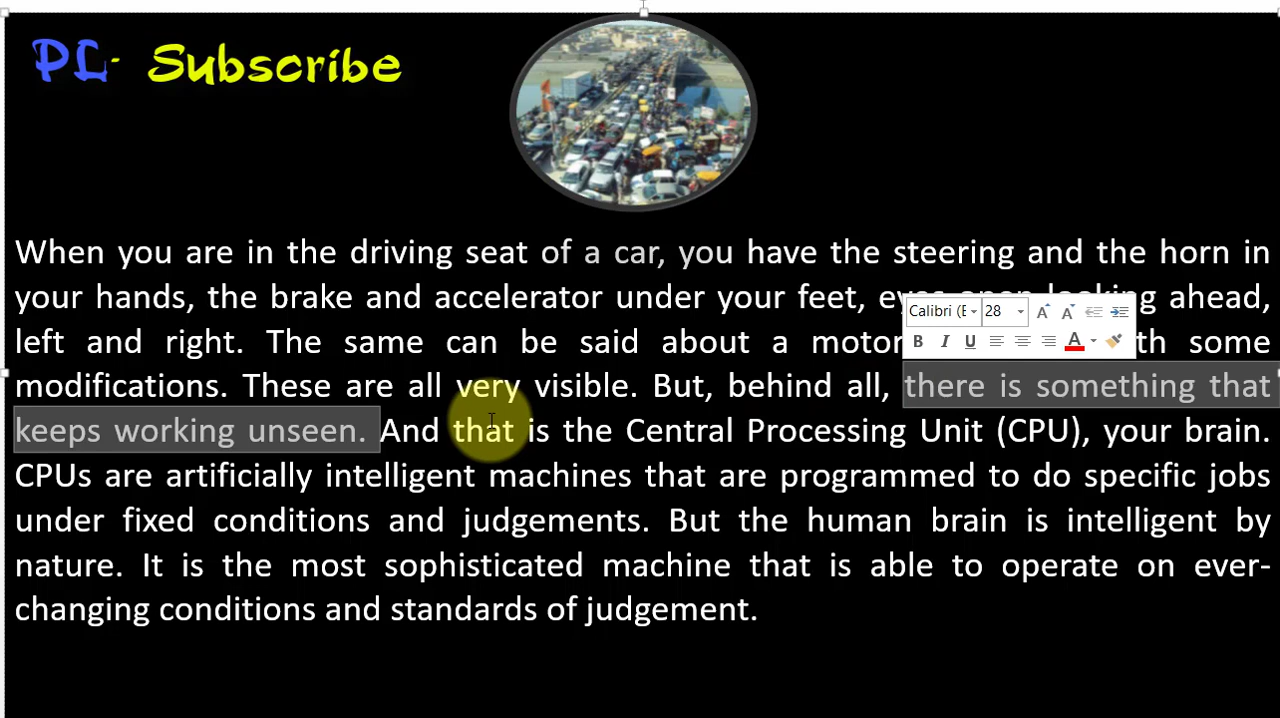 PL- Subscribe
When you are in the driving seat of a car, you have the steering and the horn in
your hands, the brake and accelerator under your feet, eyes open looking ahead,
left and right. The same can be said about a motor th some
Calibri (E 28
B I U A
modifications. These are all very visible. But, behind all, there is something that
keeps working unseen. And that is the Central Processing Unit (CPU), your brain.
CPUs are artificially intelligent machines that are programmed to do specific jobs
under fixed conditions and judgements. But the human brain is intelligent by
nature. It is the most sophisticated machine that is able to operate on ever-
changing conditions and standards of judgement.